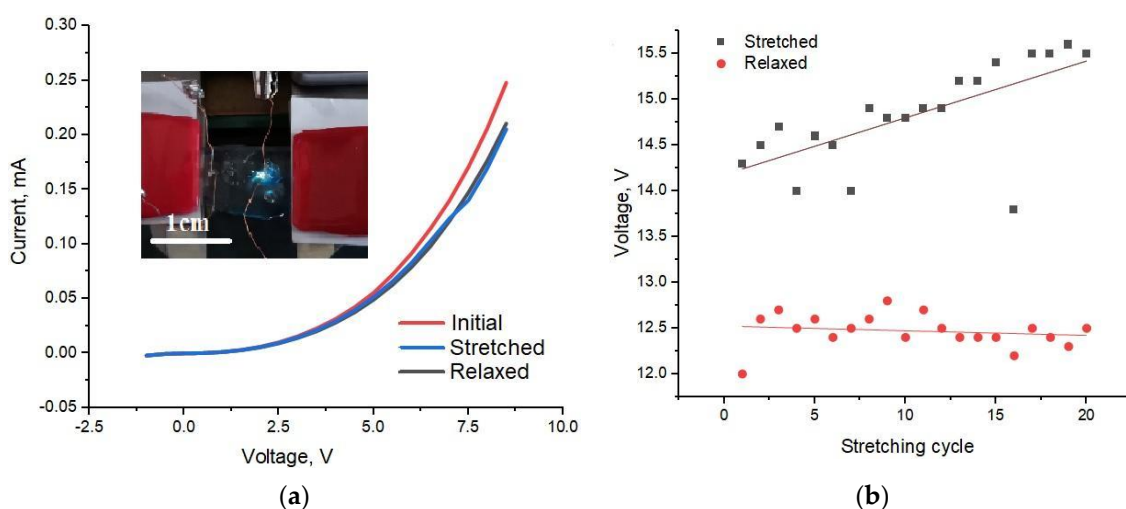 0.30
0.25
0.20
0.15
0.10
0.05
0.00
-0.05
-2.5 0.0 2.5 5.0 7.5 10.0
Current, mA
Voltage, V
1cm
Initial
Stretched
Relaxed
(a)
Stretched
Relaxed
15.5
15.0
14.5
14.0
13.5
13.0
12.5
12.0
0 5 10 15 20
Voltage, V
Stretching cycle
(b)